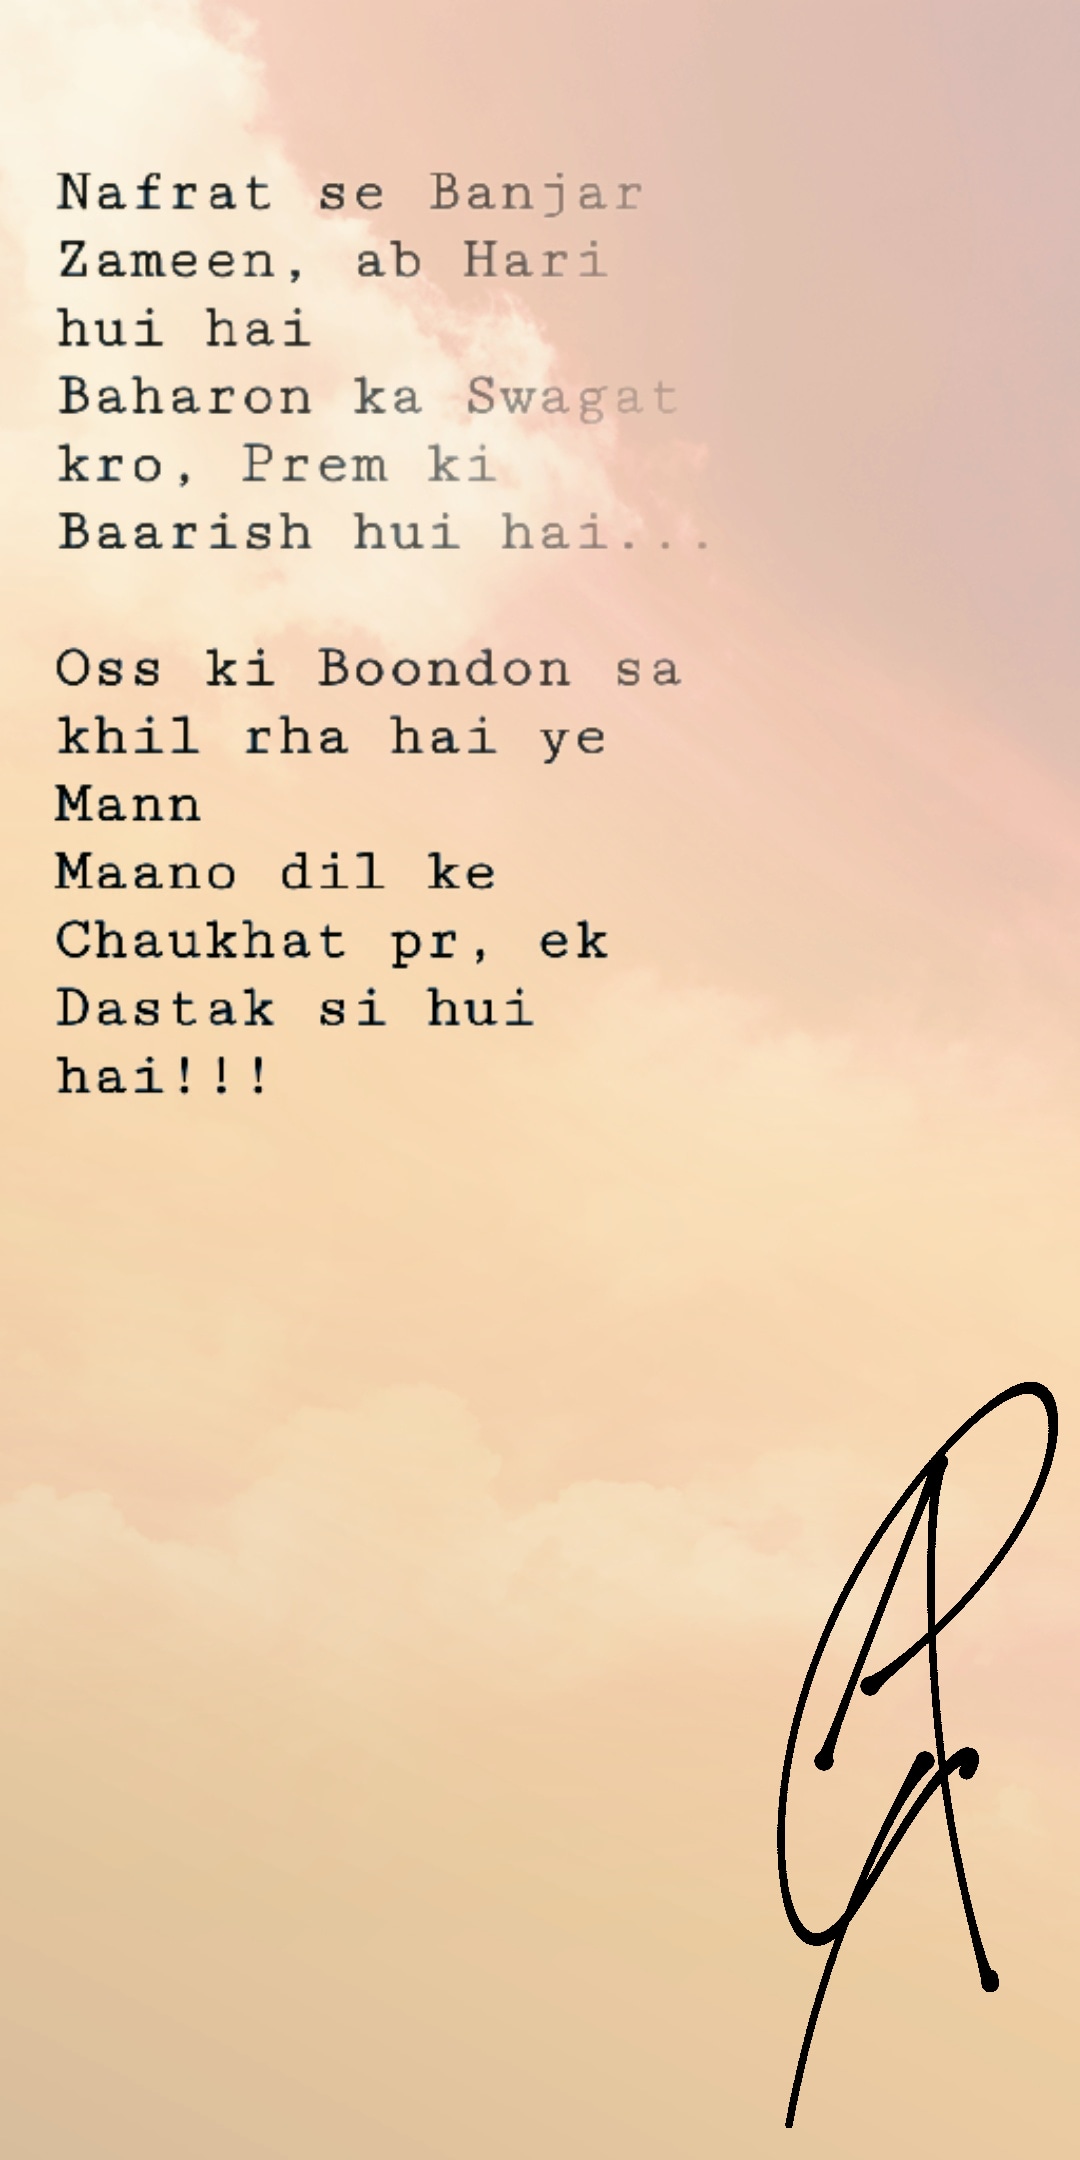 Nafrat se Banjar
Zameen, ab Hari
hui hai
Baharon ka Swagat
kro, Prem ki
Baarish hui hai...
Oss ki Boondon sa
khil rha hai ye
Mann
Maano dil ke
Chaukhat pr, ek
Dastak si hui
hai!!!